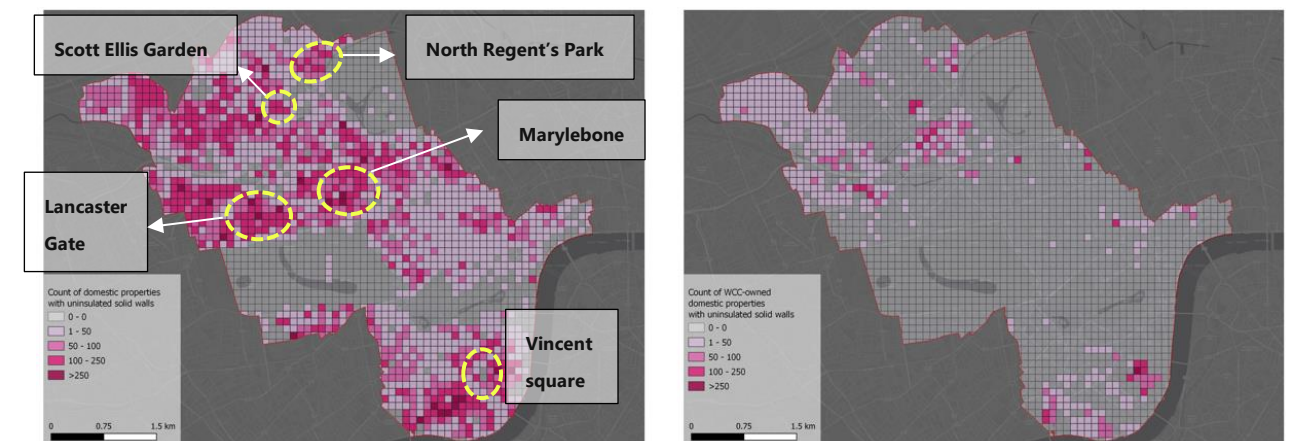 Scott Ellis Garden
North Regent's Park
Marylebone
Lancaster
Gate
Vincent
square
Count of domestic properties
with uninsulated solid walls
0 - 0
1 - 50
50 - 100
100 - 250
>250
0 0.75 1.5 km
Count of WCC-owned
domestic properties
with uninsulated solid walls
0 - 0
1 - 50
50 - 100
100 - 250
>250
0 0.75 1.5 km